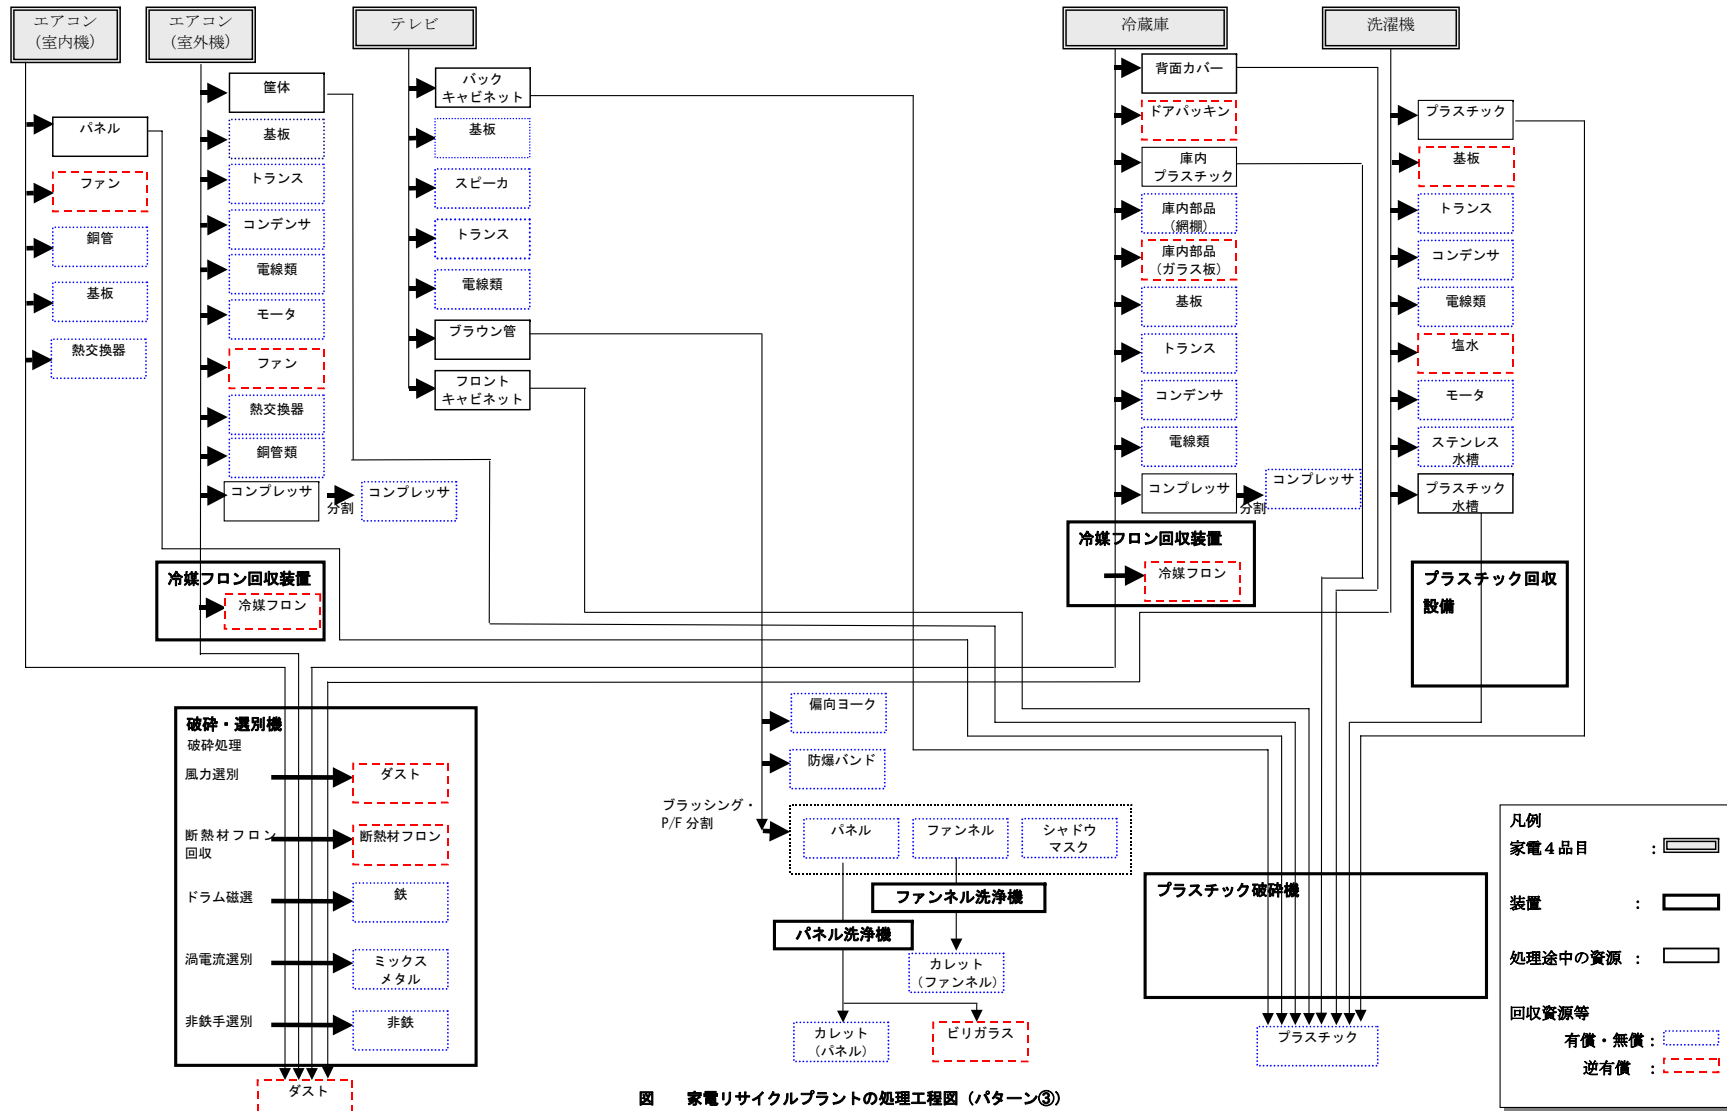 エアコン
(室内機)
パネル
ファン
銅管
基板
熱交換器
エアコン
(室外機)
筐体
基板
トランス
コンデンサ
電線類
モータ
ファン
熱交換器
銅管類
コンプレッサ
分割
コンプレッサ
冷媒フロン回収装置
冷媒フロン
テレビ
バック
キャビネット
基板
スピーカ
トランス
電線類
ブラウン管
フロント
キャビネット
冷蔵庫
背面カバー
ドアパッキン
庫内
プラスチック
庫内部品
(網棚)
庫内部品
(ガラス板)
基板
トランス
コンデンサ
電線類
コンプレッサ
分割
コンプレッサ
冷媒フロン回収装置
冷媒フロン
洗濯機
プラスチック
基板
トランス
コンデンサ
電線類
塩水
モータ
ステンレス
水槽
プラスチック
水槽
プラスチック回収
設備
破砕・選別機
破砕処理
風力選別
ダスト
断熱材フロン
回収
断熱材フロン
ドラム磁選
鉄
渦電流選別
ミックス
メタル
非鉄手選別
非鉄
ダスト
偏向ヨーク
防爆バンド
ブラッシング・
P/F 分割
パネル
ファンネル
シャドウ
マスク
ファンネル洗浄機
パネル洗浄機
カレット
(ファンネル)
カレット
(パネル)
ビリガラス
プラスチック破砕機
プラスチック
凡例
家電4品目 :
装置 :
処理途中の資源 :
回収資源等
有償・無償:
逆有償 :
図 家電リサイクルプラントの処理工程図 (パターン③)